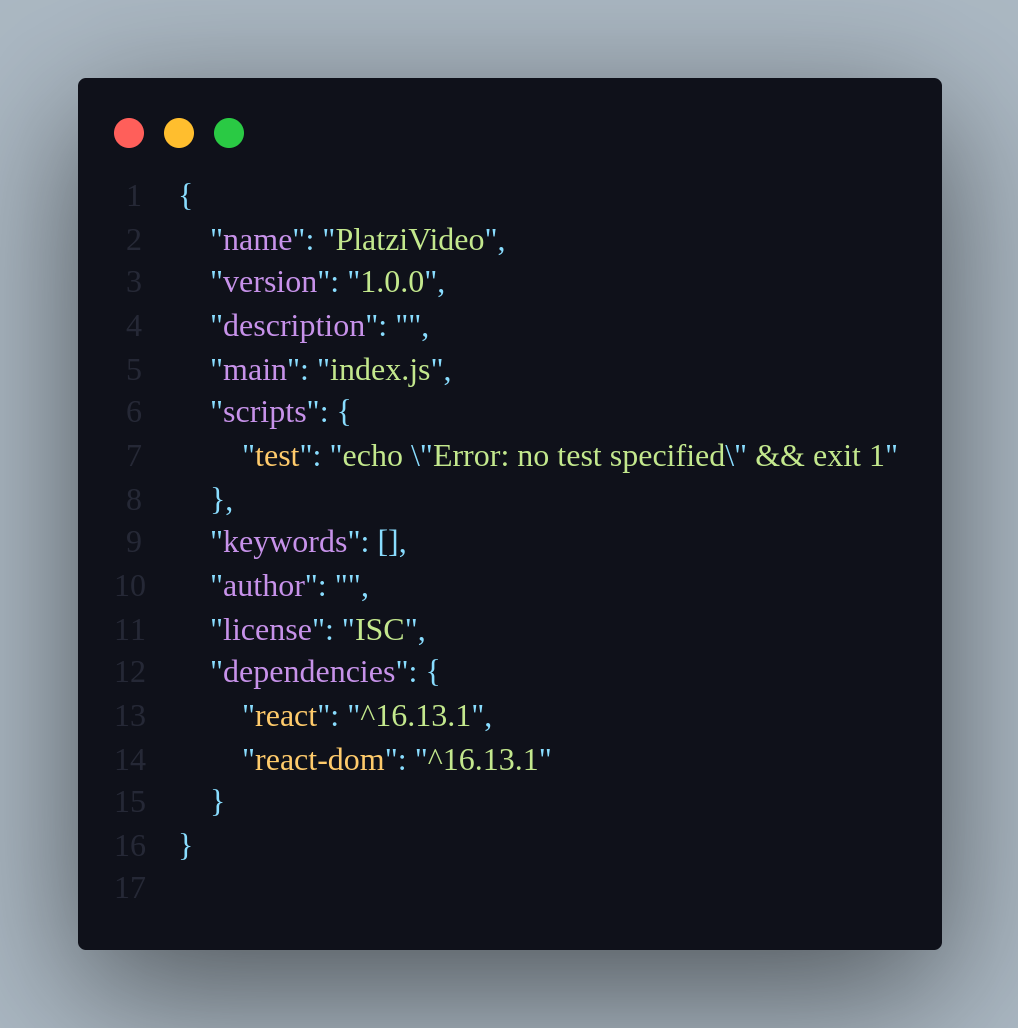 1 {
2 "name": "PlatziVideo",
3 "version": "1.0.0",
4 "description": "",
5 "main": "index.js",
6 "scripts": {
7 "test": "echo \"Error: no test specified\" && exit 1"
8 },
9 "keywords": [],
10 "author": "",
11 "license": "ISC",
12 "dependencies": {
13 "react": "^16.13.1",
14 "react-dom": "^16.13.1"
15 }
16 }
17